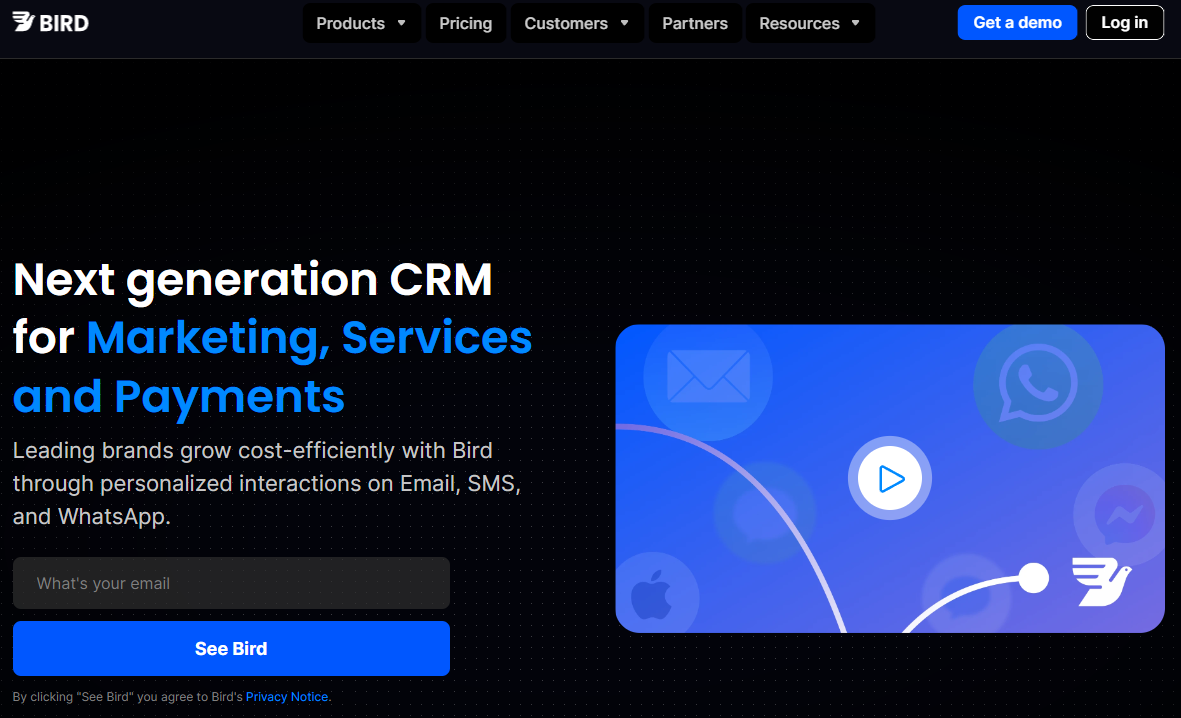 BIRD
Products
Pricing
Customers
Partners
Resources
Get a demo
Log in
Next generation CRM
for Marketing, Services
and Payments
Leading brands grow cost-efficiently with Bird
through personalized interactions on Email, SMS,
and WhatsApp.
What's your email
See Bird
By clicking "See Bird" you agree to Bird's Privacy Notice.